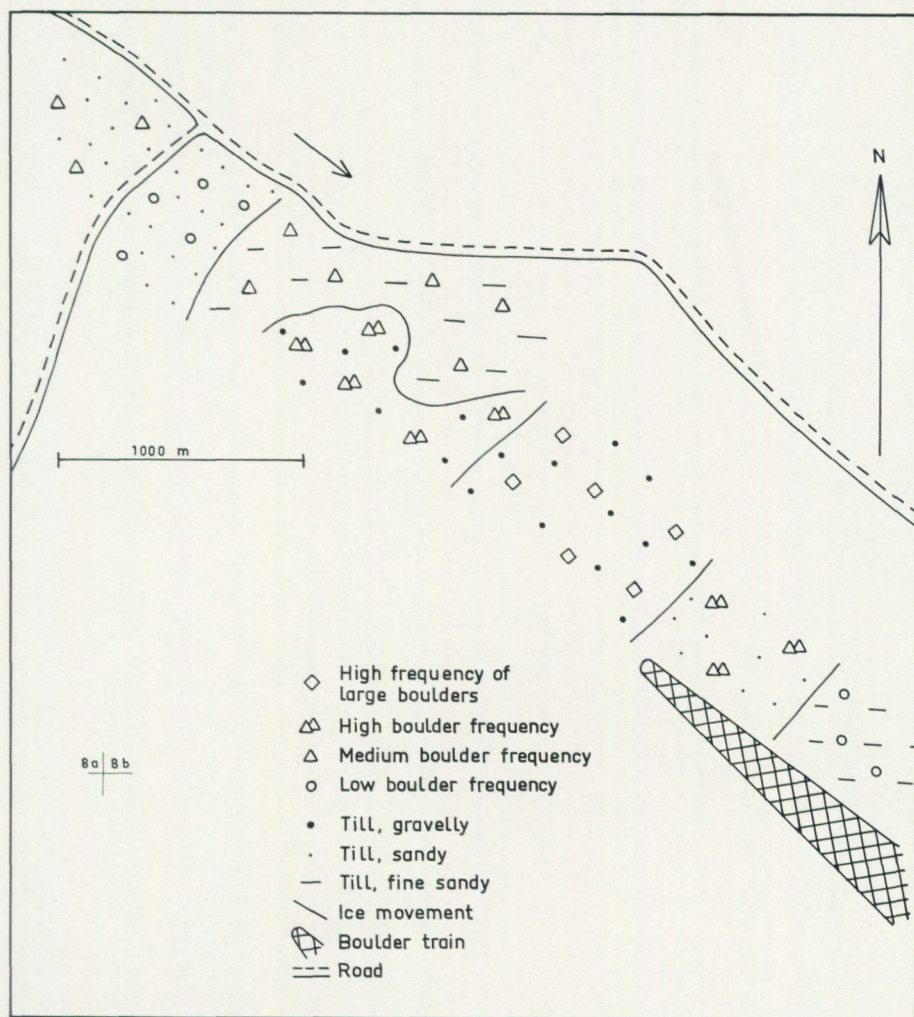 N
1000 m
High frequency of
large boulders
High boulder frequency
Medium boulder frequency
8a 8b
Low boulder frequency
Till, gravelly
Till, sandy
Till, fine sandy
Ice movement
Boulder train
Road